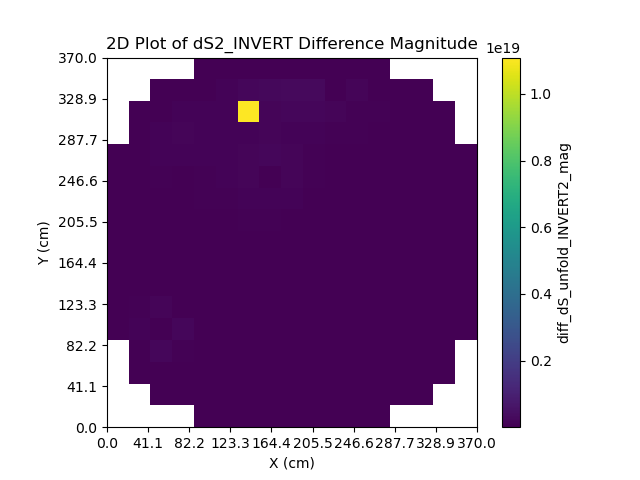 2D Plot of dS2_INVERT Difference Magnitude
1e19
370.0
328.9
287.7
246.6
205.5
164.4
123.3
82.2
41.1
0.0
0.0 41.1 82.2 123.3 164.4 205.5 246.6 287.7 328.9 370.0
X (cm)
Y (cm)
1.0
0.8
0.6
0.4
0.2
diff_dS_unfold_INVERT2_mag